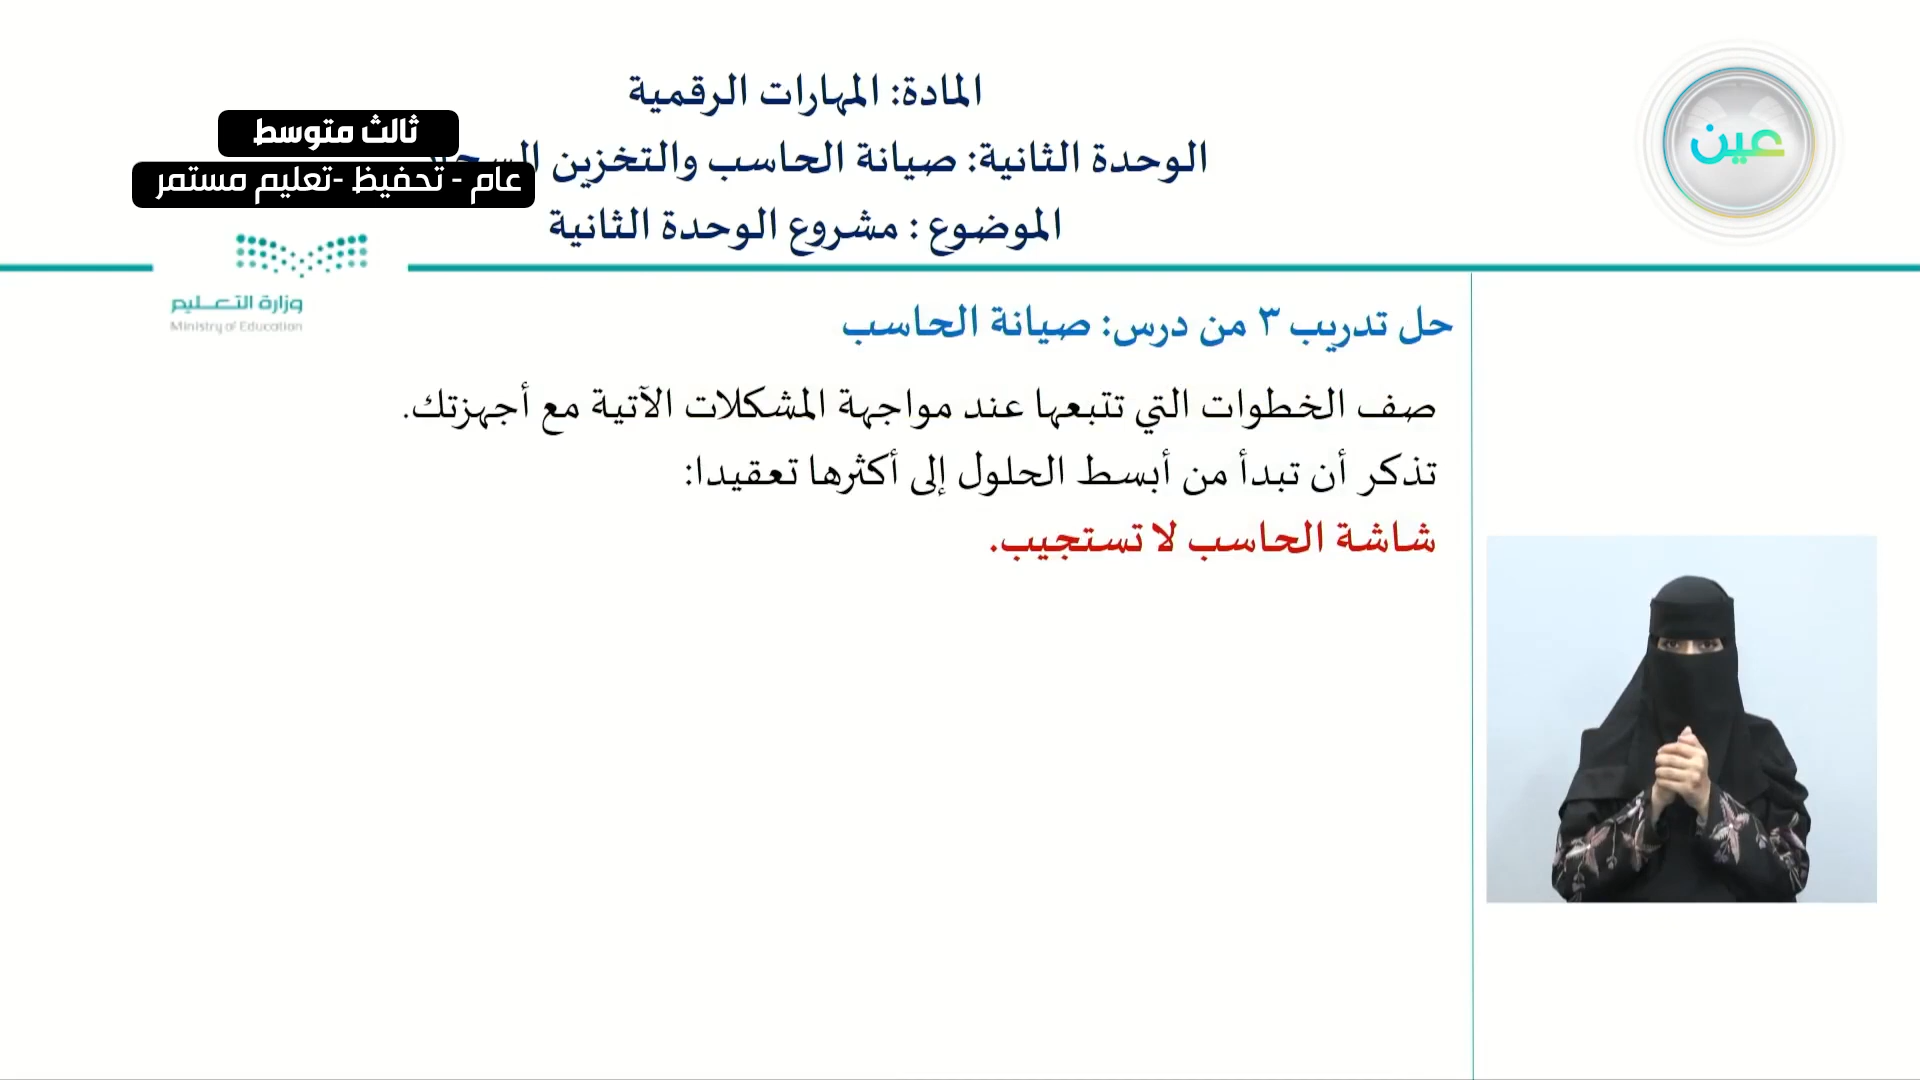 المادة: المهارات الرقمية
الوحدة الثانية: صيانة الحاسب والتخزين
الموضوع : مشروع الوحدة الثانية
ثالث متوسط
عام - تحفيظ -تعليم مستمر
عين
وزارة التعليم
Ministry of Education
حل تدريب ٣ من درس: صيانة الحاسب
صف الخطوات التي تتبعها عند مواجهة المشكلات الآتية مع أجهزتك.
تذكر أن تبدأ من أبسط الحلول إلى أكثرها تعقيدا:
شاشة الحاسب لا تستجيب.